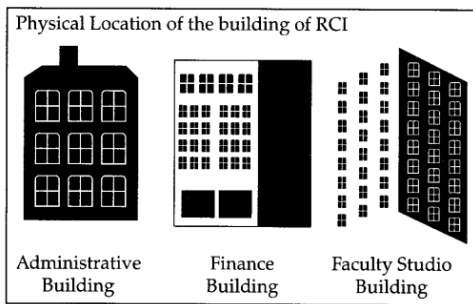 Physical Location of the building of RCI
Administrative Building
Finance Building
Faculty Studio Building